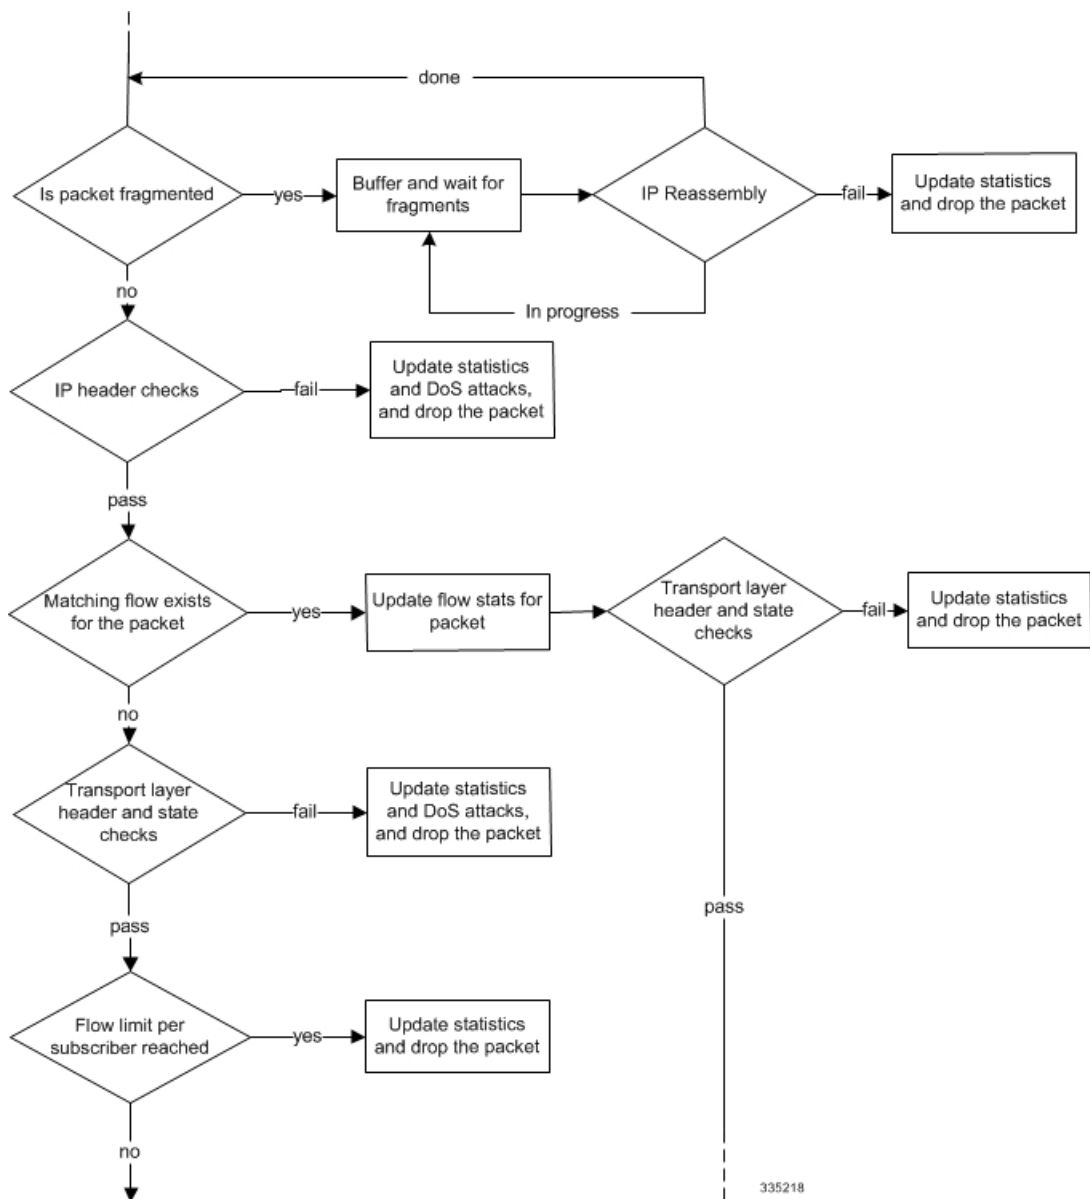 done
Is packet fragmented
yes
Buffer and wait for
fragments
IP Reassembly
fail
Update statistics
and drop the packet
no
In progress
IP header checks
fail
Update statistics
and DoS attacks,
and drop the packet
pass
Matching flow exists
for the packet
yes
Update flow stats for
packet
Transport layer
header and state
checks
fail
Update statistics
and drop the packet
no
Transport layer
header and state
checks
fail
Update statistics
and DoS attacks,
and drop the packet
pass
pass
Flow limit per
subscriber reached
yes
Update statistics
and drop the packet
no
335218